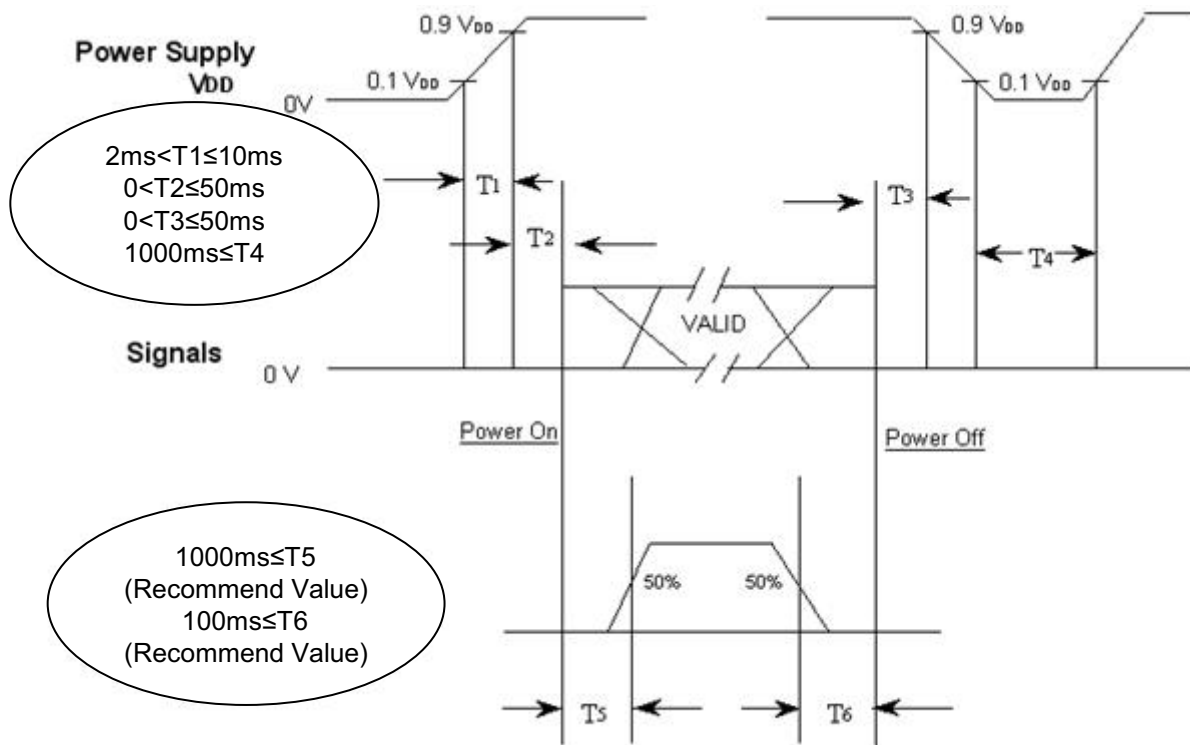 0.9 VDD
0.9 VDD
Power Supply
VDD
0.1 VDD
0.1 VDD
0V
2ms<T1≤10ms
0<T2≤50ms
0<T3≤50ms
1000ms≤T4
T1
T3
T2
T4
VALID
Signals
0 V
Power On
Power Off
1000ms≤T5
(Recommend Value)
100ms≤T6
(Recommend Value)
50%
50%
T5
T6